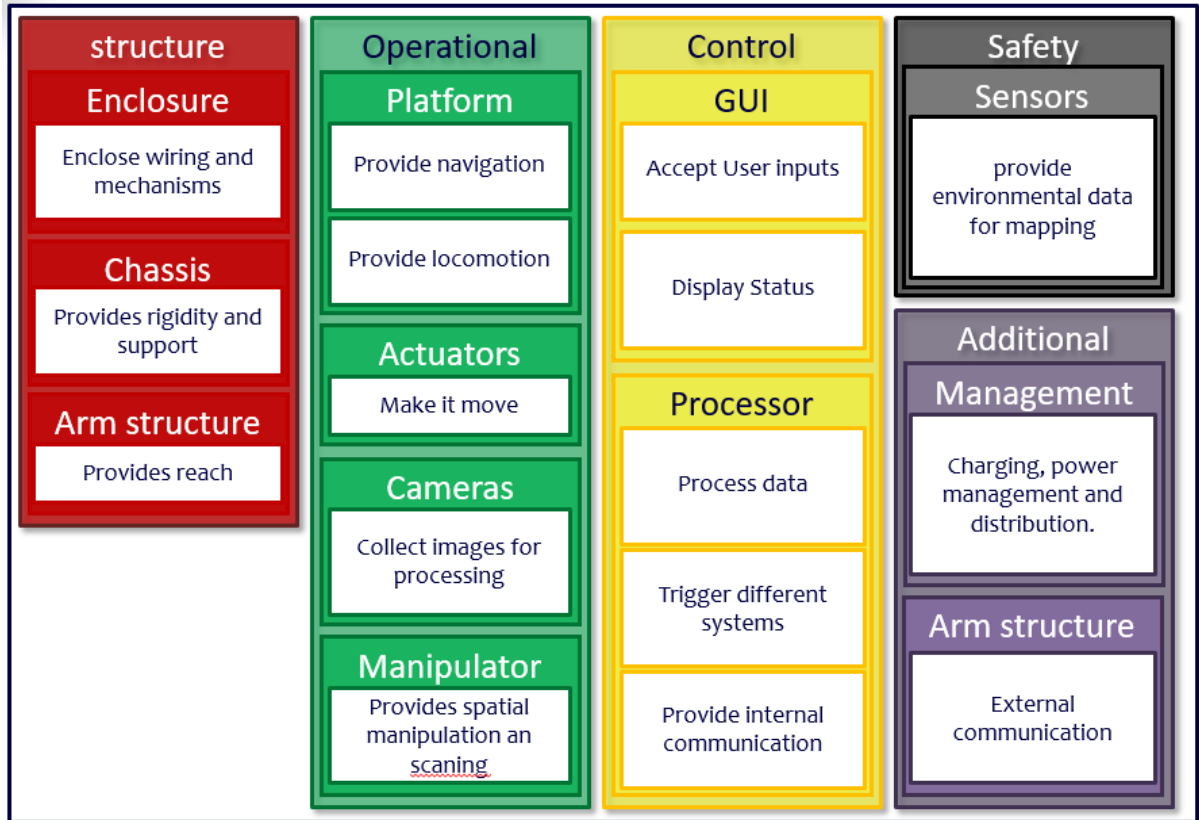 structure
Enclosure
Enclose wiring and
mechanisms
Chassis
Provides rigidity and
support
Arm structure
Provides reach
Operational
Platform
Provide navigation
Provide locomotion
Actuators
Make it move
Cameras
Collect images for
processing
Manipulator
Provides spatial
manipulation an
scaning
Control
GUI
Accept User inputs
Display Status
Processor
Process data
Trigger different
systems
Provide internal
communication
Safety
Sensors
provide
environmental data
for mapping
Additional
Management
Charging, power
management and
distribution.
Arm structure
External
communication